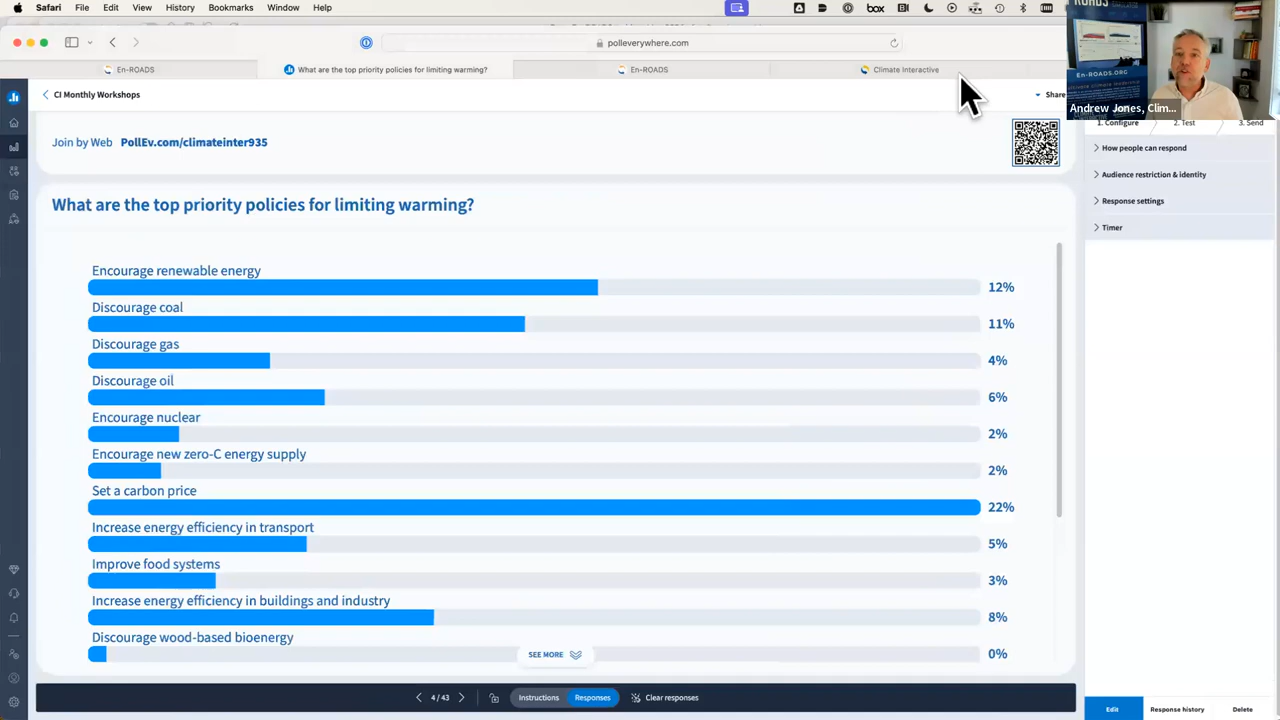 Safari File Edit View History Bookmarks Window Help
box
polleverywhere.com
En-ROADS
What are the top priority policies for limiting warming?
En-ROADS
Climate Interactive
En-ROADS.ORG
Andrew Jones, Clim...
CI Monthly Workshops
Share
1. Configure
2. Test
3. Send
Join by Web PollEv.com/climateinter935
How people can respond
Audience restriction & identity
Response settings
Timer
What are the top priority policies for limiting warming?
Encourage renewable energy
12%
Discourage coal
11%
Discourage gas
4%
Discourage oil
6%
Encourage nuclear
2%
Encourage new zero-C energy supply
2%
Set a carbon price
22%
Increase energy efficiency in transport
5%
Improve food systems
3%
Increase energy efficiency in buildings and industry
8%
Discourage wood-based bioenergy
0%
SEE MORE
4 / 43
Instructions
Responses
Clear responses
Edit
Response history
Delete